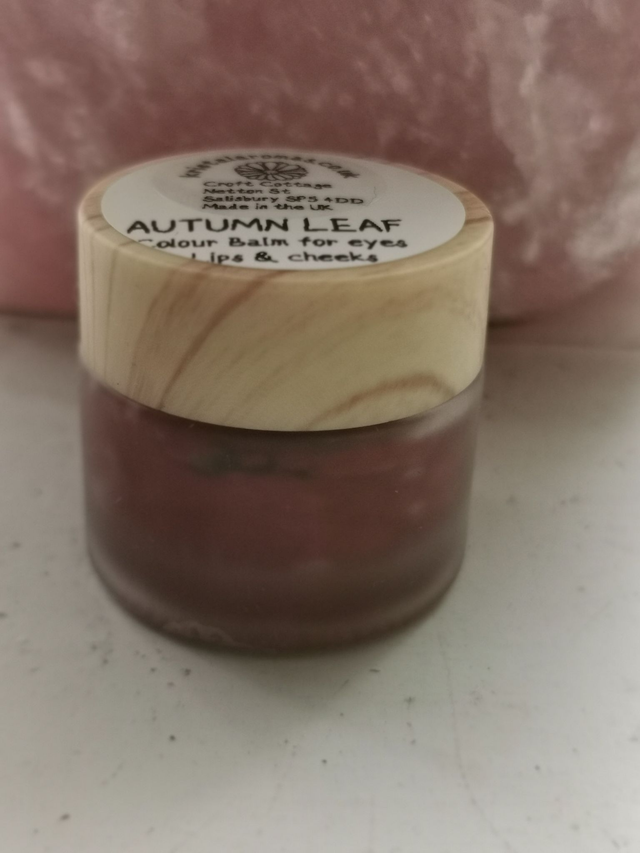 Croft Cottage
Netton St
Salisbury SP5 4DD
Made in the UK
AUTUMN LEAF
Colour Balm for eyes
Lips & cheeks